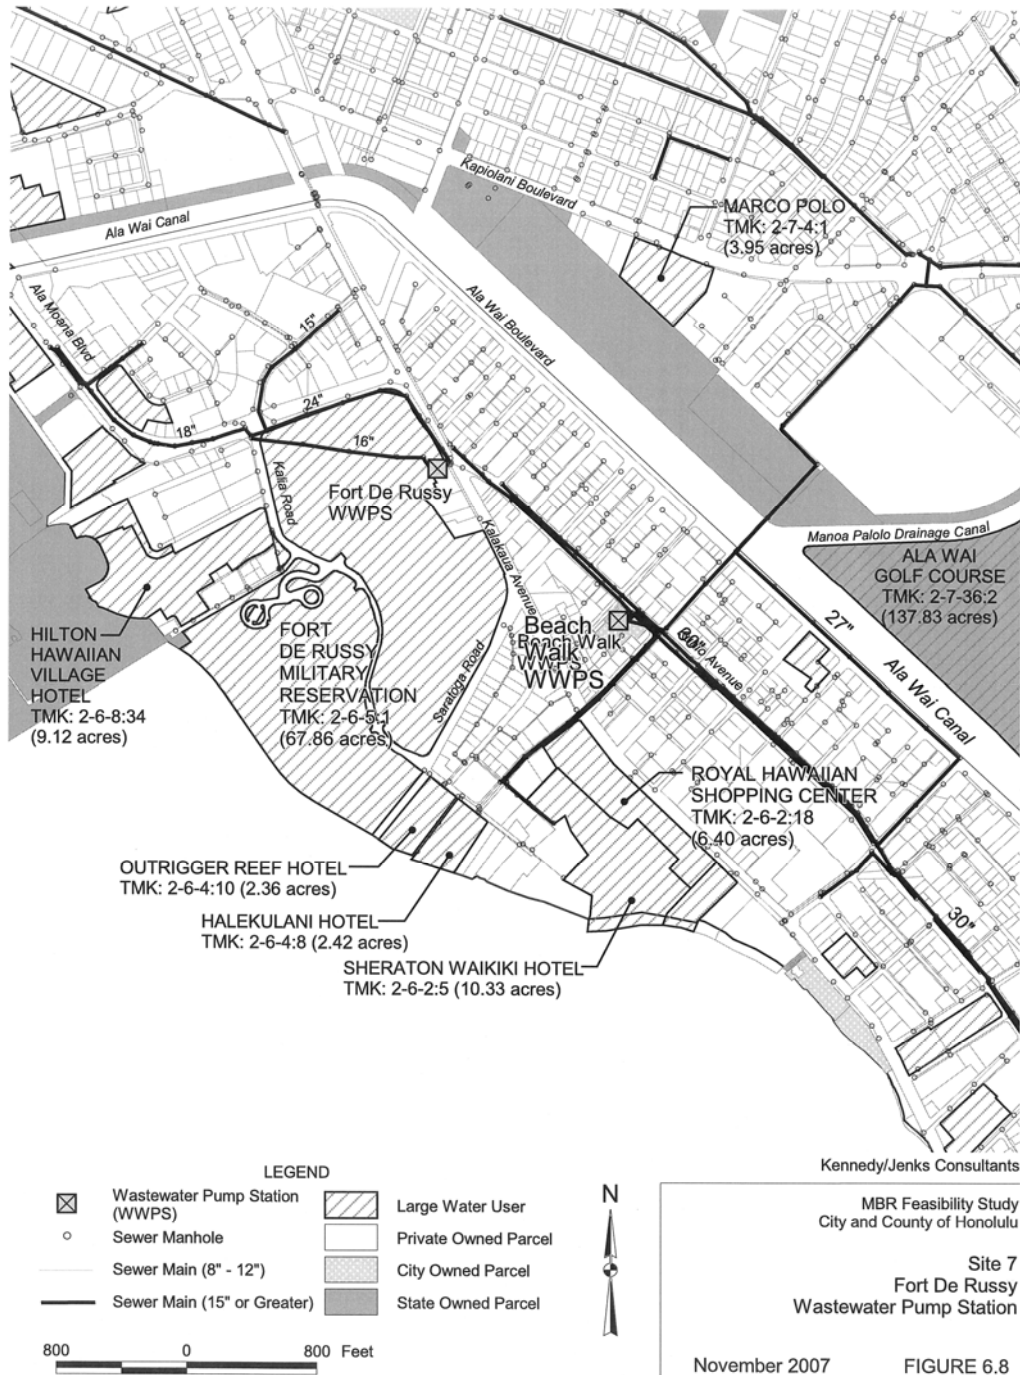 Kapiolani Boulevard
Ala Wai Canal
MARCO POLO
TMK: 2-7-4:1
(3.95 acres)
Ala Moana Blvd
Ala Wai Boulevard
15"
24"
18"
16"
Kalia Road
Fort De Russy
WWPS
Kalakaua Avenue
Manoa Palolo Drainage Canal
ALA WAI
GOLF COURSE
TMK: 2-7-36:2
(137.83 acres)
27"
Ala Wai Canal
HILTON
HAWAIIAN
VILLAGE
HOTEL
TMK: 2-6-8:34
(9.12 acres)
FORT
DE RUSSY
MILITARY
RESERVATION
TMK: 2-6-5:1
(67.86 acres)
Saratoga Road
Beach
Beach Walk
Walk
WWPS
WWPS
Avenue
ROYAL HAWAIIAN
SHOPPING CENTER
TMK: 2-6-2:18
(6.40 acres)
OUTRIGGER REEF HOTEL
TMK: 2-6-4:10 (2.36 acres)
HALEKULANI HOTEL
TMK: 2-6-4:8 (2.42 acres)
SHERATON WAIKIKI HOTEL
TMK: 2-6-2:5 (10.33 acres)
30"
LEGEND
Wastewater Pump Station
(WWPS)
Sewer Manhole
Sewer Main (8" - 12")
Sewer Main (15" or Greater)
Large Water User
Private Owned Parcel
City Owned Parcel
State Owned Parcel
N
800 0 800 Feet
Kennedy/Jenks Consultants
MBR Feasibility Study
City and County of Honolulu
Site 7
Fort De Russy
Wastewater Pump Station
November 2007 FIGURE 6.8